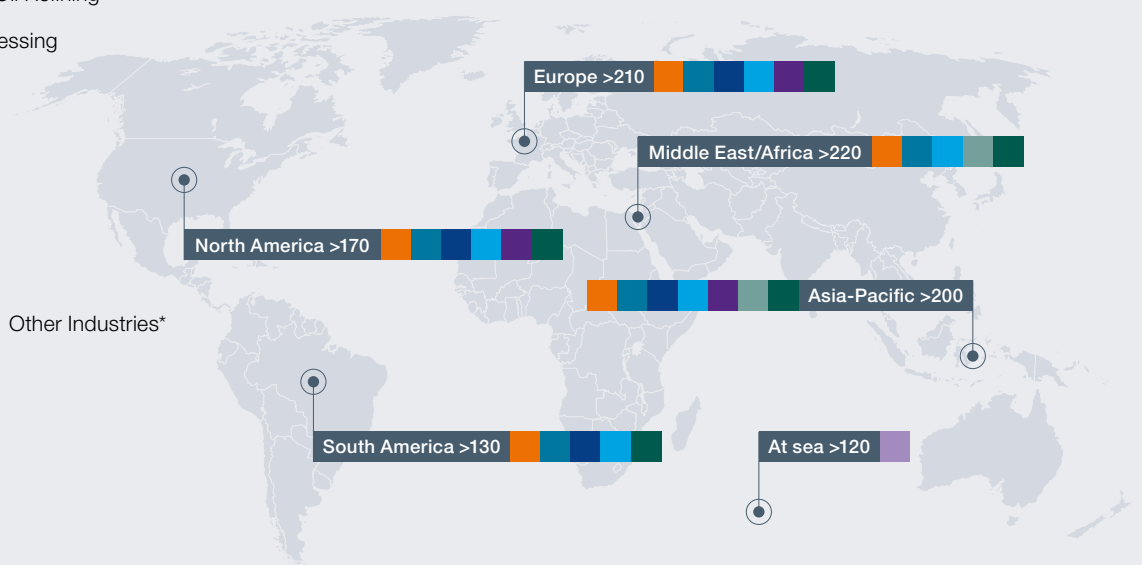 essing
Europe >210
Middle East/Africa >220
North America >170
Asia-Pacific >200
Other Industries*
South America >130
At sea >120